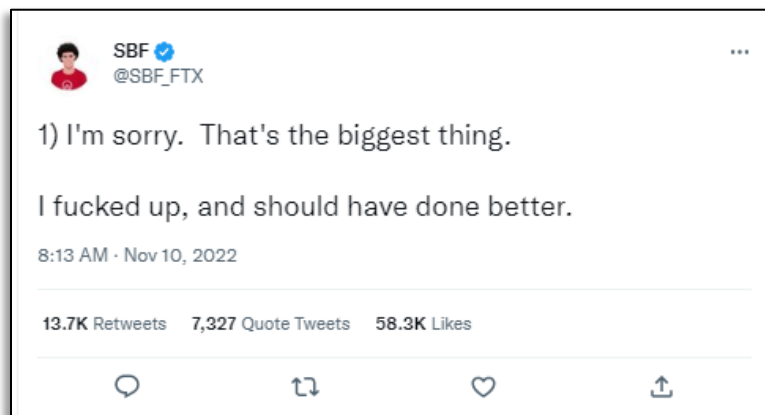 SBF
@SBF_FTX
1) I'm sorry.  That's the biggest thing.
I fucked up, and should have done better.
8:13 AM · Nov 10, 2022
13.7K Retweets 7,327 Quote Tweets 58.3K Likes